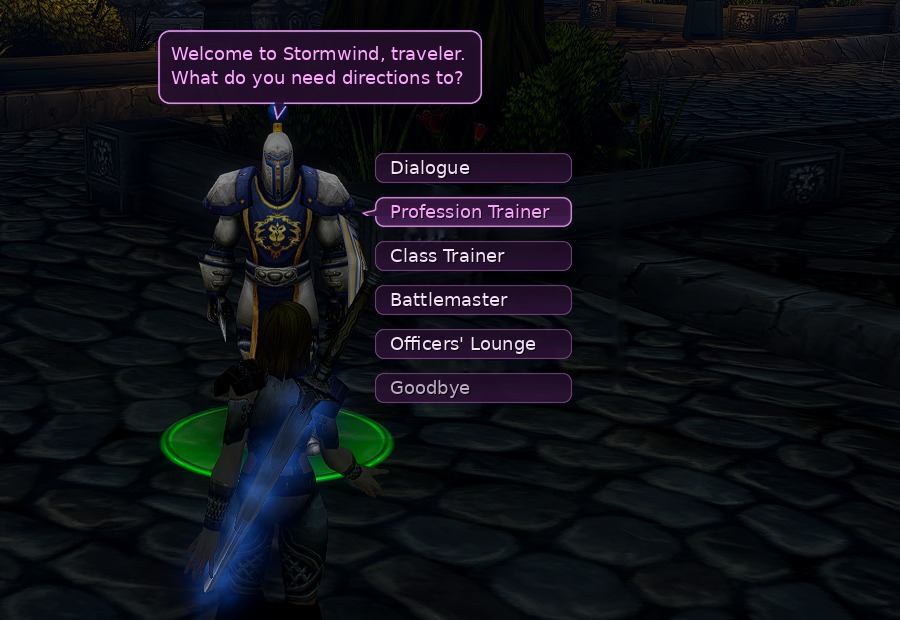 Welcome to Stormwind, traveler.
What do you need directions to?
Dialogue
Profession Trainer
Class Trainer
Battlemaster
Officers' Lounge
Goodbye